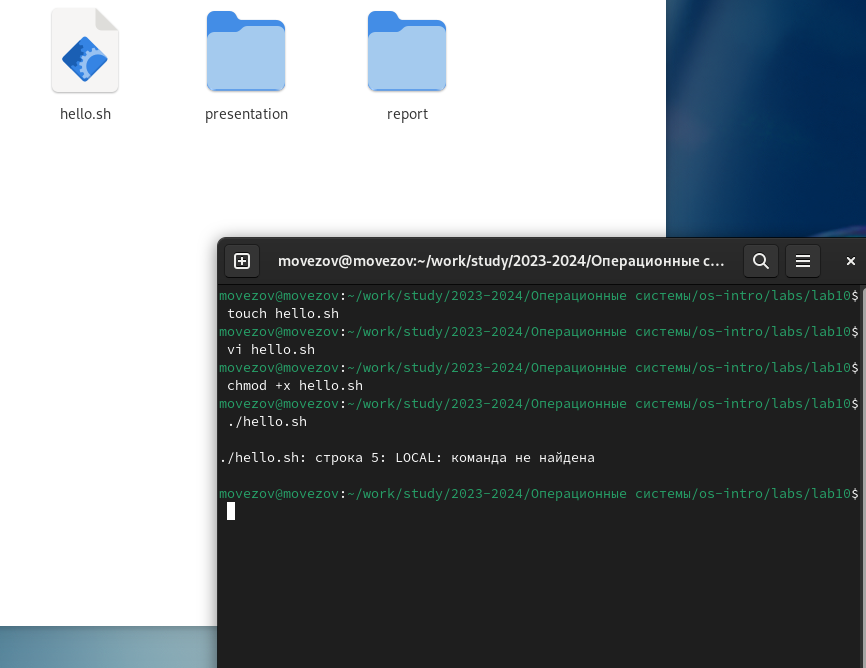 hello.sh
presentation
report
movezov@movezov:~/work/study/2023-2024/Операционные с...
movezov@movezov:~/work/study/2023-2024/Операционные системы/os-intro/labs/lab10$
touch hello.sh
movezov@movezov:~/work/study/2023-2024/Операционные системы/os-intro/labs/lab10$
vi hello.sh
movezov@movezov:~/work/study/2023-2024/Операционные системы/os-intro/labs/lab10$
chmod +x hello.sh
movezov@movezov:~/work/study/2023-2024/Операционные системы/os-intro/labs/lab10$
./hello.sh
./hello.sh: строка 5: LOCAL: команда не найдена
movezov@movezov:~/work/study/2023-2024/Операционные системы/os-intro/labs/lab10$